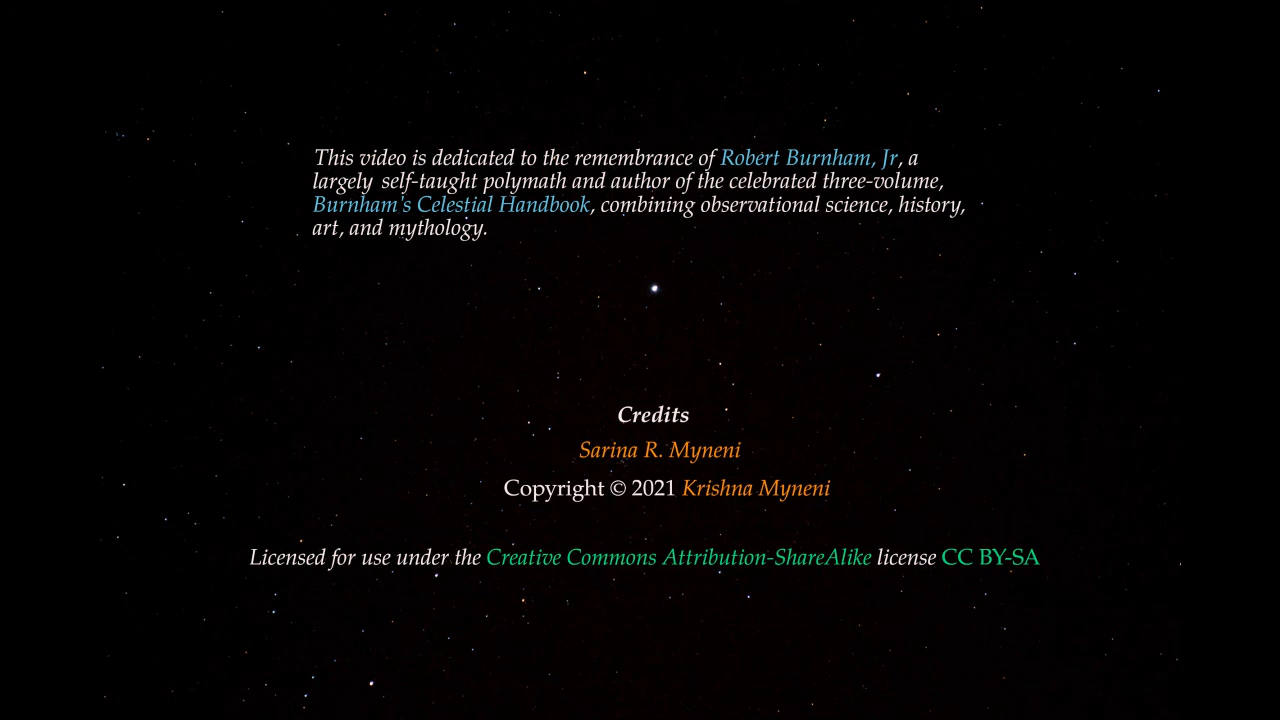 This video is dedicated to the remembrance of Robert Burnham, Jr, a
largely self-taught polymath and author of the celebrated three-volume,
Burnham's Celestial Handbook, combining observational science, history,
art, and mythology.
Credits
Sarina R. Myneni
Copyright © 2021 Krishna Myneni
Licensed for use under the Creative Commons Attribution-ShareAlike license CC BY-SA